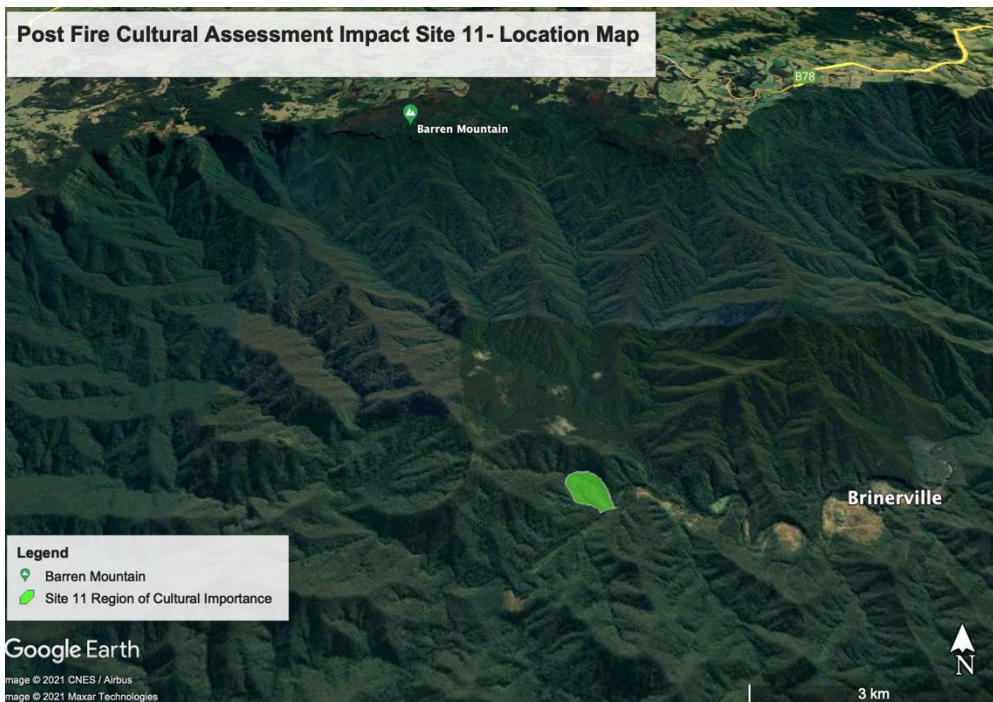 Post Fire Cultural Assessment Impact Site 11- Location Map
B78
Barren Mountain
Brinerville
Legend
Barren Mountain
Site 11 Region of Cultural Importance
Google Earth
mage © 2021 CNES / Airbus
mage © 2021 Maxar Technologies
N
3 km